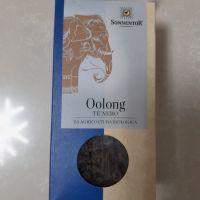 SONNENTOR
Oolong
TÈ NERO
DA AGRICOLTURA BIOLOGICA